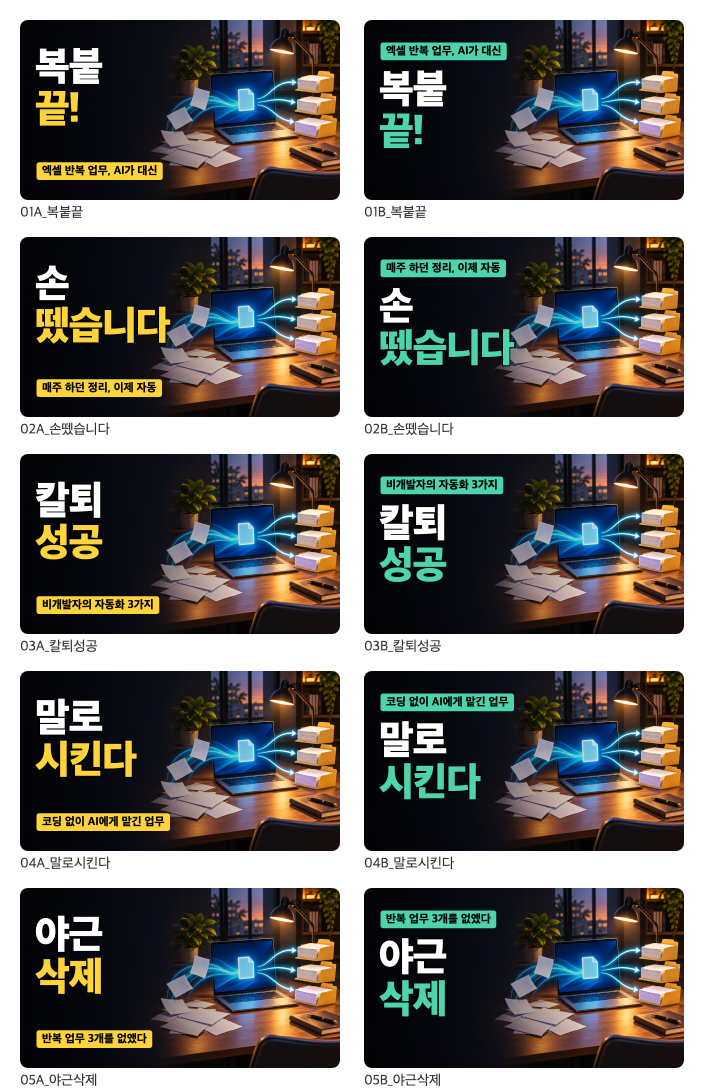 복붙
끝!
엑셀 반복 업무, AI가 대신
01A_복붙끝
엑셀 반복 업무, AI가 대신
복붙
끝!
01B_복붙끝
손
뗐습니다
매주 하던 정리, 이제 자동
02A_손뗐습니다
매주 하던 정리, 이제 자동
손
뗐습니다
02B_손뗐습니다
칼퇴
성공
비개발자의 자동화 3가지
03A_칼퇴성공
비개발자의 자동화 3가지
칼퇴
성공
03B_칼퇴성공
말로
시킨다
코딩 없이 AI에게 맡긴 업무
04A_말로시킨다
코딩 없이 AI에게 맡긴 업무
말로
시킨다
04B_말로시킨다
야근
삭제
반복 업무 3개를 없앴다
05A_야근삭제
반복 업무 3개를 없앴다
야근
삭제
05B_야근삭제